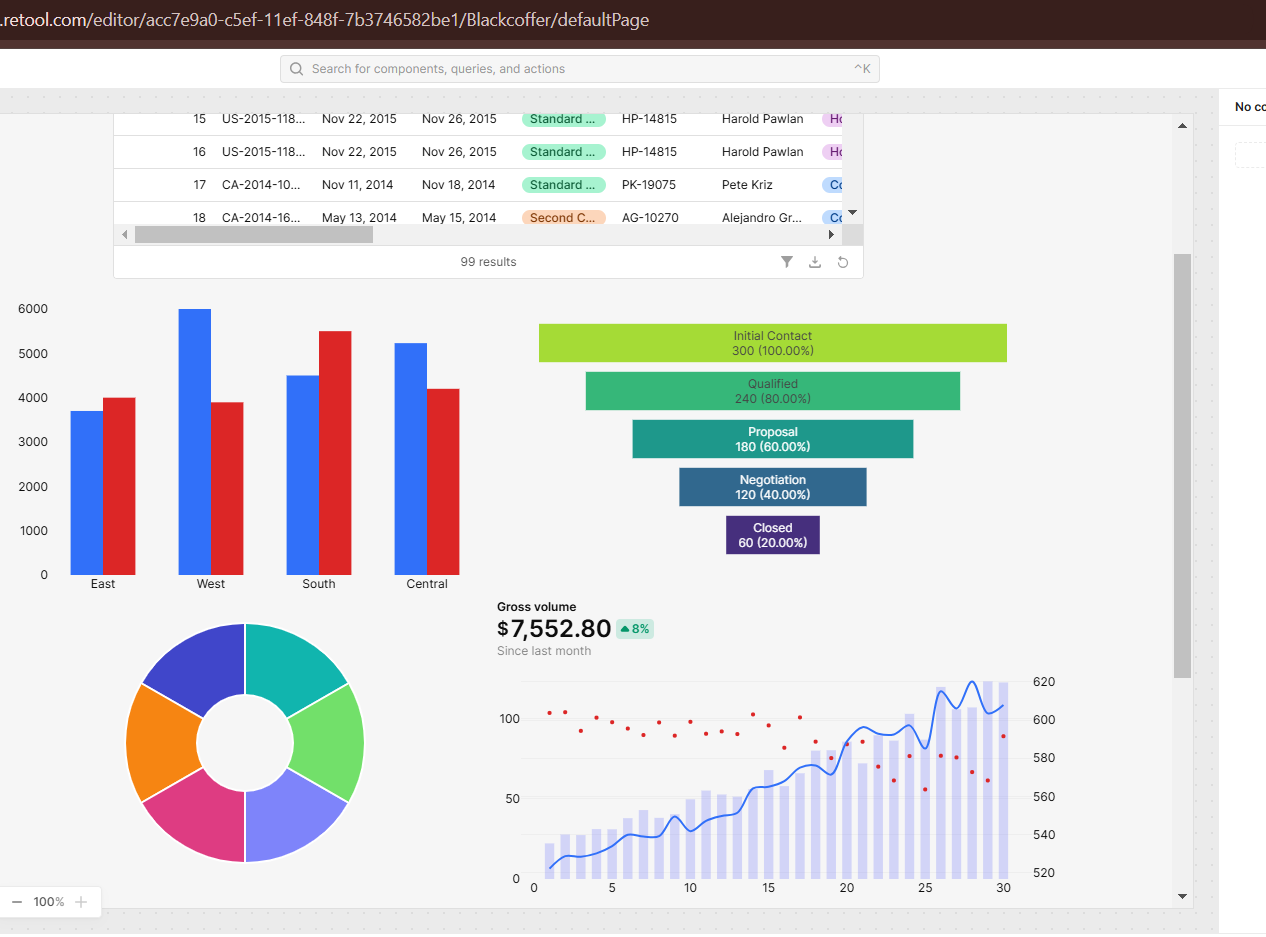 .retool.com/editor/acc7e9a0-c5ef-11ef-848f-7b3746582be1/Blackcoffer/defaultPage
Search for components, queries, and actions ^K
No co
15 US-2015-118... Nov 22, 2015 Nov 26, 2015 Standard ... HP-14815 Harold Pawlan Ho
16 US-2015-118... Nov 22, 2015 Nov 26, 2015 Standard ... HP-14815 Harold Pawlan Ho
17 CA-2014-10... Nov 11, 2014 Nov 18, 2014 Standard ... PK-19075 Pete Kriz Co
18 CA-2014-16... May 13, 2014 May 15, 2014 Second C... AG-10270 Alejandro Gr... Co
99 results
6000
5000
4000
3000
2000
1000
0
East West South Central
Initial Contact
300 (100.00%)
Qualified
240 (80.00%)
Proposal
180 (60.00%)
Negotiation
120 (40.00%)
Closed
60 (20.00%)
Gross volume
$7,552.80 8%
Since last month
100
50
0
620
600
580
560
540
520
0 5 10 15 20 25 30
100%